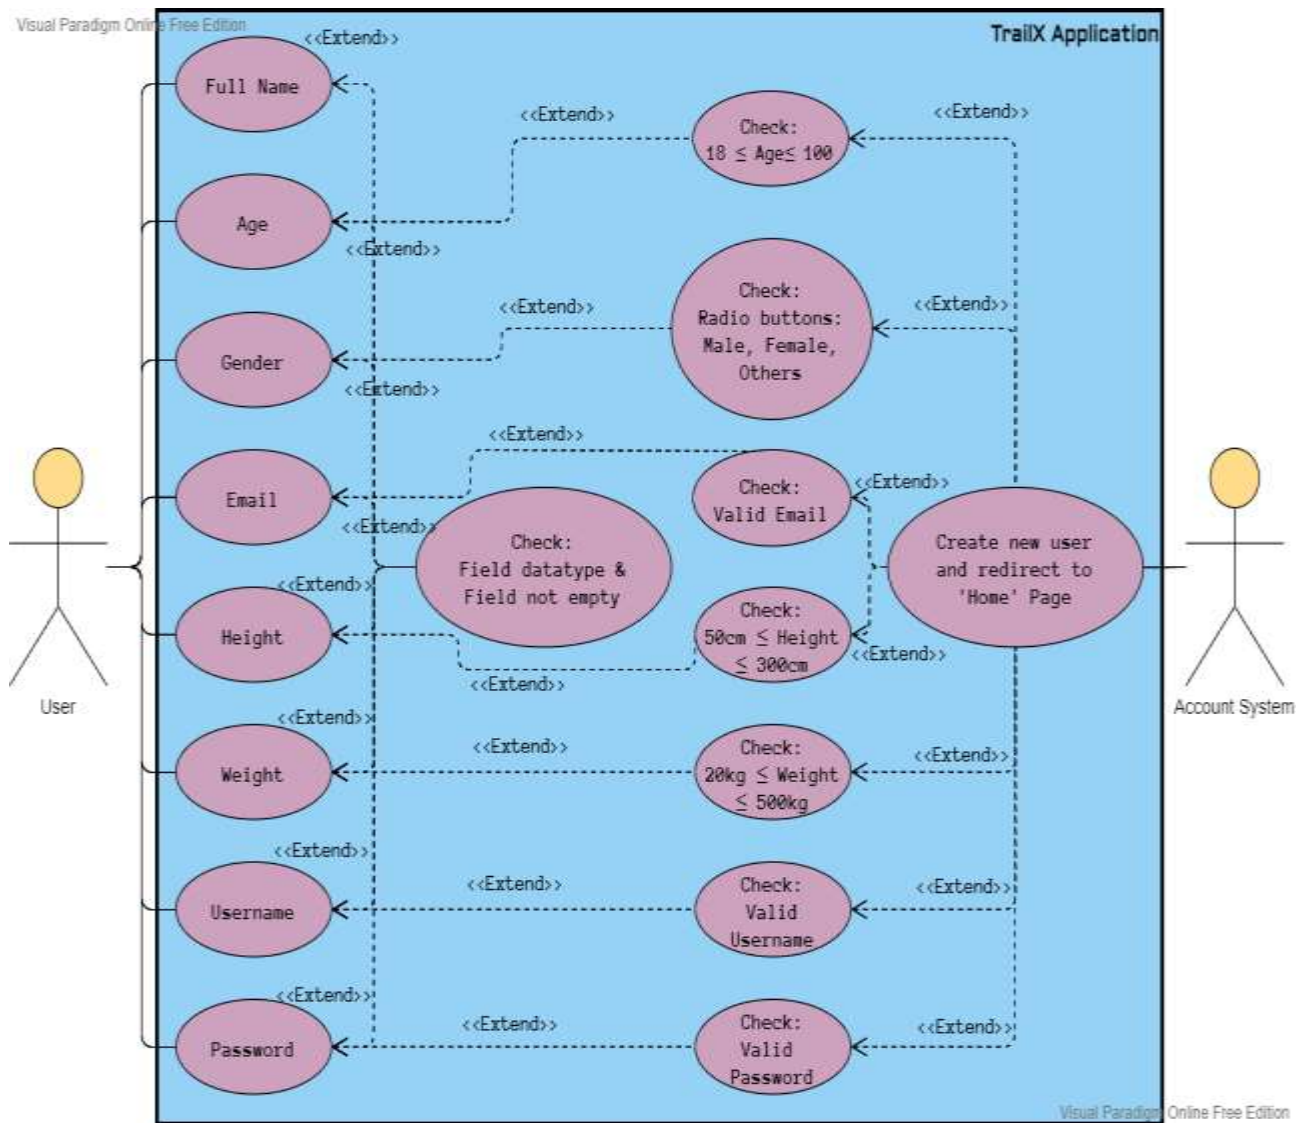 Visual Paradigm Online Free Edition
TrailX Application
<<Extend>>
Full Name
<<Extend>>
<<Extend>>
Check:
18 ≤ Age≤ 100
Age
<<Extend>>
<<Extend>>
<<Extend>>
Check:
Radio buttons:
Male, Female,
Others
Gender
<<Extend>>
<<Extend>>
Email
<<Extend>>
Check:
Valid Email
<<Extend>>
Check:
Field datatype &
Field not empty
Create new user
and redirect to
'Home' Page
<<Extend>>
Height
Check:
50cm ≤ Height
≤ 300cm
<<Extend>>
<<Extend>>
User
Account System
<<Extend>>
Weight
<<Extend>>
Check:
20kg ≤ Weight
≤ 500kg
<<Extend>>
<<Extend>>
Username
<<Extend>>
Check:
Valid
Username
<<Extend>>
<<Extend>>
Password
<<Extend>>
Check:
Valid
Password
<<Extend>>
Visual Paradigm Online Free Edition